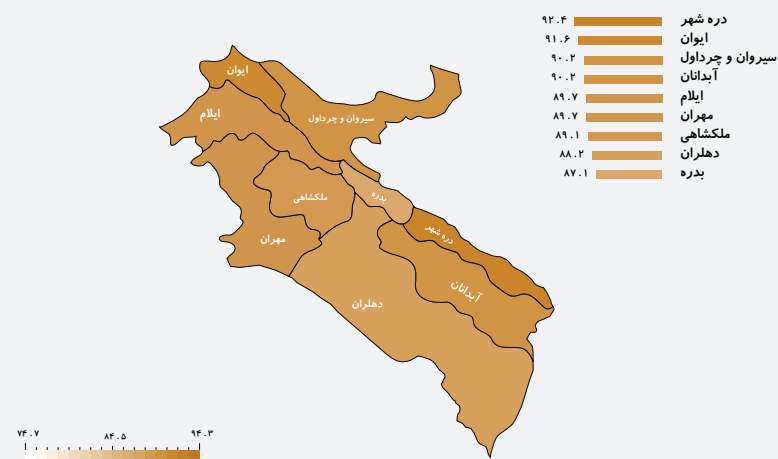 دره شهر ۹۲.۴
ایوان ۹۱.۶
سیروان و چرداول ۹۰.۲
آبدانان ۹۰.۲
ایلام ۸۹.۷
مهران ۸۹.۷
ملکشاهی ۸۹.۱
دهلران ۸۸.۲
بدره ۸۷.۱
ایوان
سیروان و چرداول
ایلام
بدره
ملکشاهی
دره شهر
مهران
آبدانان
دهلران
۷۴.۷ ۸۴.۵ ۹۴.۳